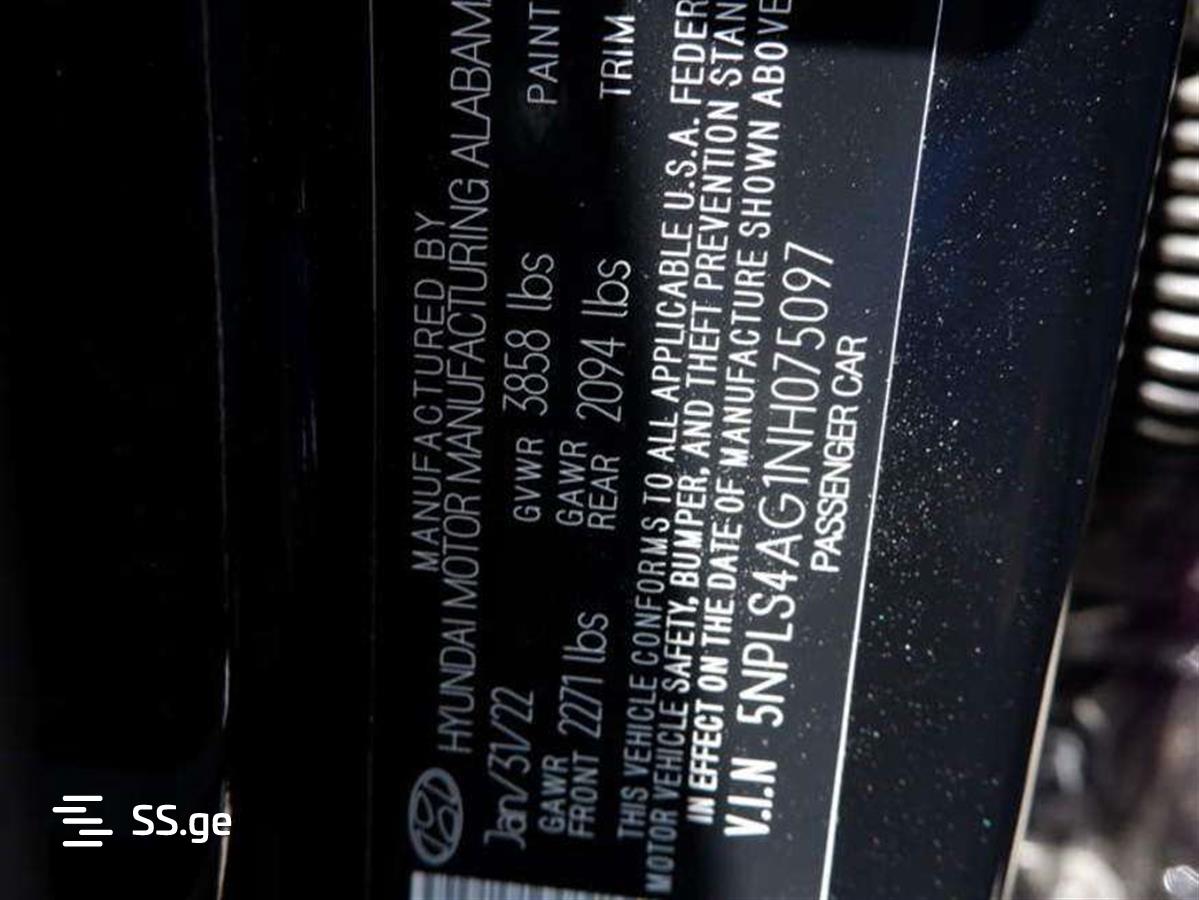 MANUFACTURED BY
HYUNDAI MOTOR MANUFACTURING ALABAM
Jan/31/22 GVWR 3858 lbs PAINT
GAWR GAWR
FRONT 2271 lbs REAR 2094 lbs TRIM
THIS VEHICLE CONFORMS TO ALL APPLICABLE U.S.A. FEDER
MOTOR VEHICLE SAFETY, BUMPER, AND THEFT PREVENTION STAN
IN EFFECT ON THE DATE OF MANUFACTURE SHOWN ABOVE
V.I.N 5NPLS4AG1NH075097
PASSENGER CAR
SS.ge